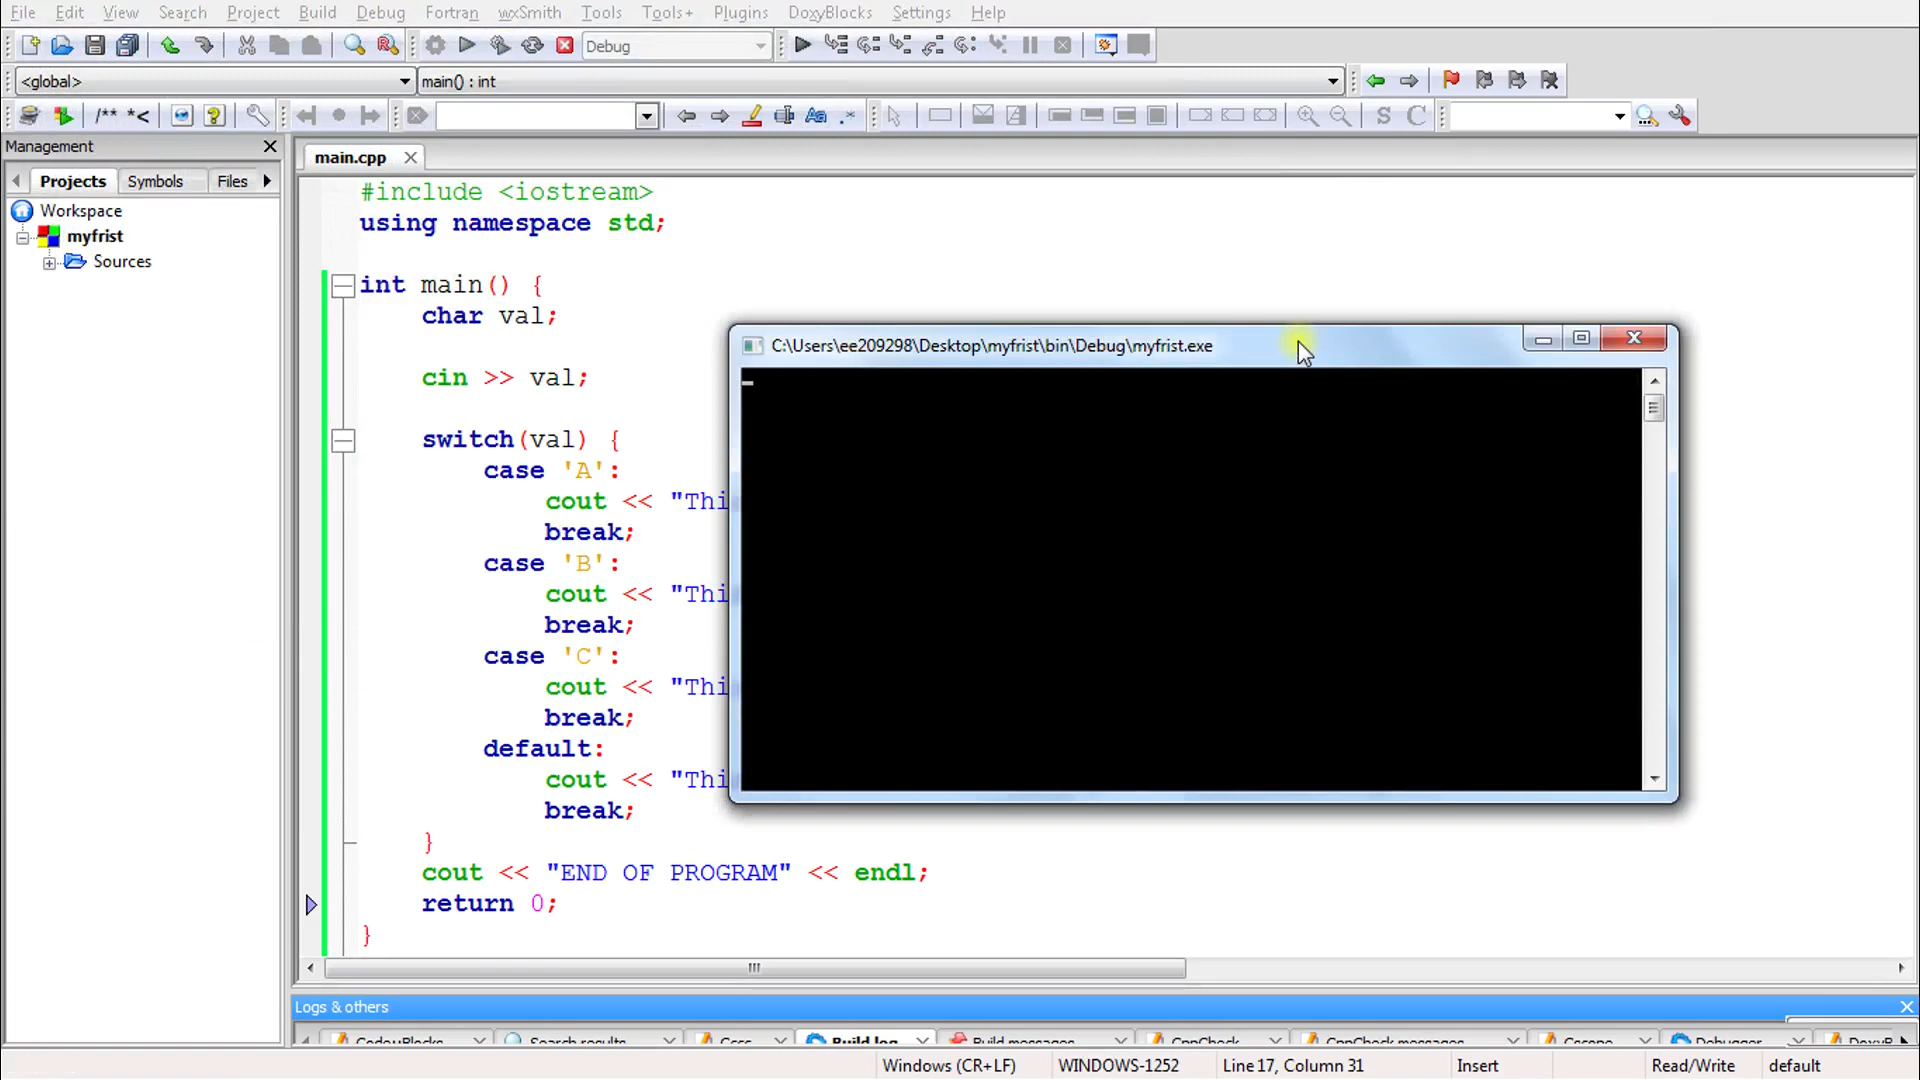 File Edit View Search Project Build Debug Fortran wxSmith Tools Tools+ Plugins DoxyBlocks Settings Help
Debug
<global> main() : int
/** *< Aa .* S C
Management
main.cpp
Projects Symbols Files
Workspace
myfrist
Sources
#include <iostream>
using namespace std;
int main() {
char val;
C:\Users\ee209298\Desktop\myfrist\bin\Debug\myfrist.exe
cin >> val;
switch(val) {
case 'A':
cout << "Thi
break;
case 'B':
cout << "Thi
break;
case 'C':
cout << "Thi
break;
default:
cout << "Thi
break;
}
cout << "END OF PROGRAM" << endl;
return 0;
}
Logs & others
Code::Blocks Search results Cccc Build log Build messages CppCheck CppCheck messages Cscope Debugger
Windows (CR+LF) WINDOWS-1252 Line 17, Column 31 Insert Read/Write default